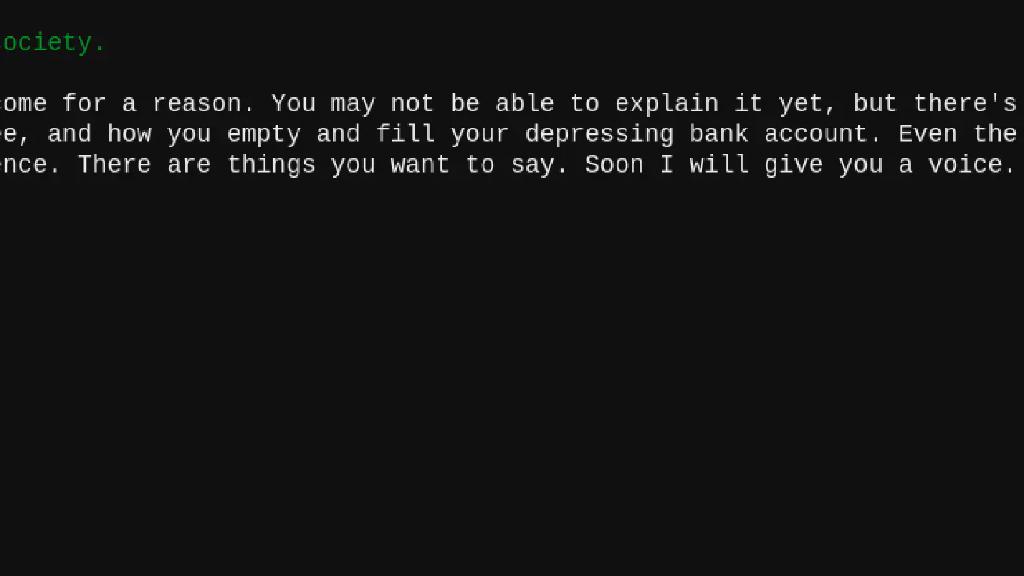 ociety.
ome for a reason. You may not be able to explain it yet, but there's
e, and how you empty and fill your depressing bank account. Even the
ence. There are things you want to say. Soon I will give you a voice.